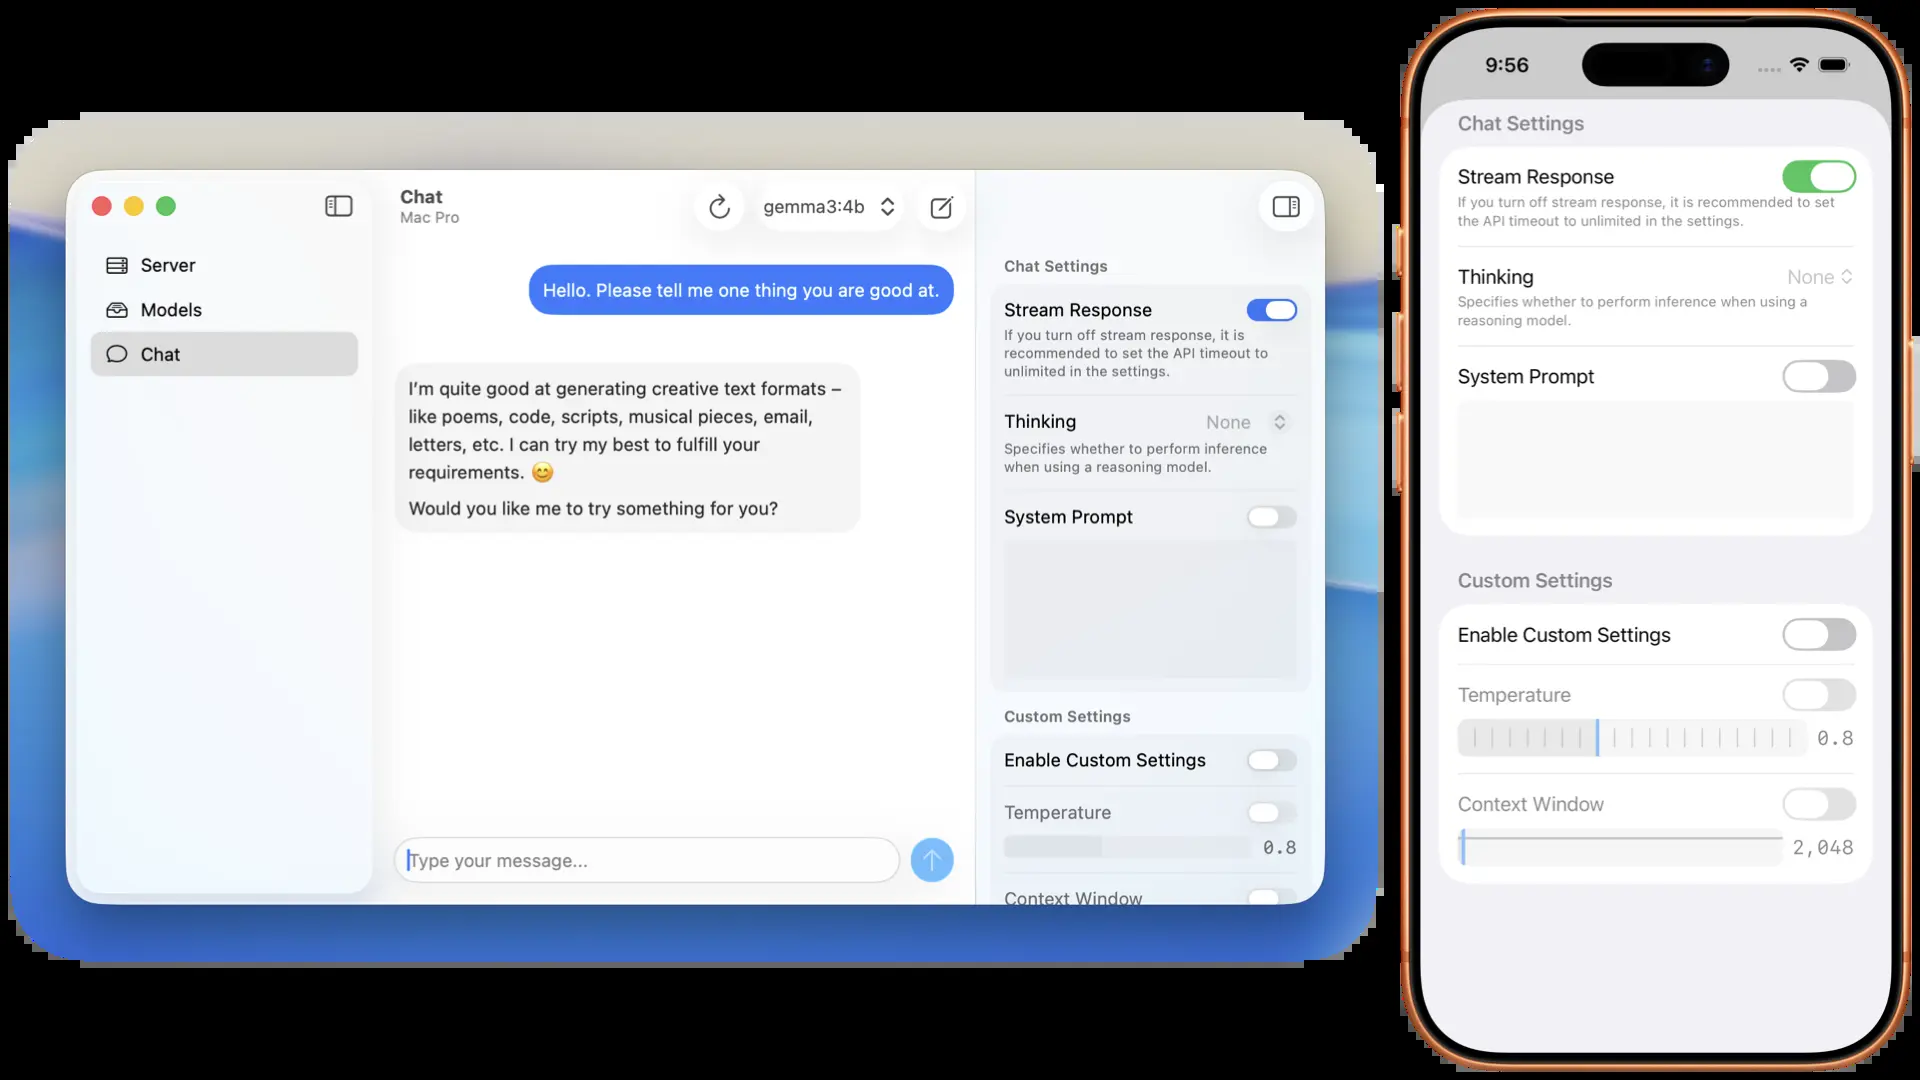 Chat
Mac Pro
gemma3:4b
Server
Models
Chat
Hello. Please tell me one thing you are good at.
I'm quite good at generating creative text formats –
like poems, code, scripts, musical pieces, email,
letters, etc. I can try my best to fulfill your
requirements. 😊
Would you like me to try something for you?
Type your message...
Chat Settings
Stream Response
If you turn off stream response, it is
recommended to set the API timeout to
unlimited in the settings.
Thinking None
Specifies whether to perform inference
when using a reasoning model.
System Prompt
Custom Settings
Enable Custom Settings
Temperature
0.8
Context Window
9:56
Chat Settings
Stream Response
If you turn off stream response, it is recommended to set
the API timeout to unlimited in the settings.
Thinking None
Specifies whether to perform inference when using a
reasoning model.
System Prompt
Custom Settings
Enable Custom Settings
Temperature
0.8
Context Window
2,048